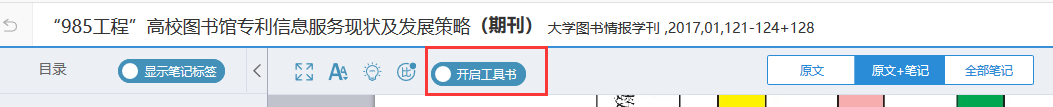 “985工程”高校图书馆专利信息服务现状及发展策略（期刊） 大学图书情报学刊 ,2017,01,121-124+128
目录 显示笔记标签 AA 比 开启工具书 原文 原文+笔记 全部笔记